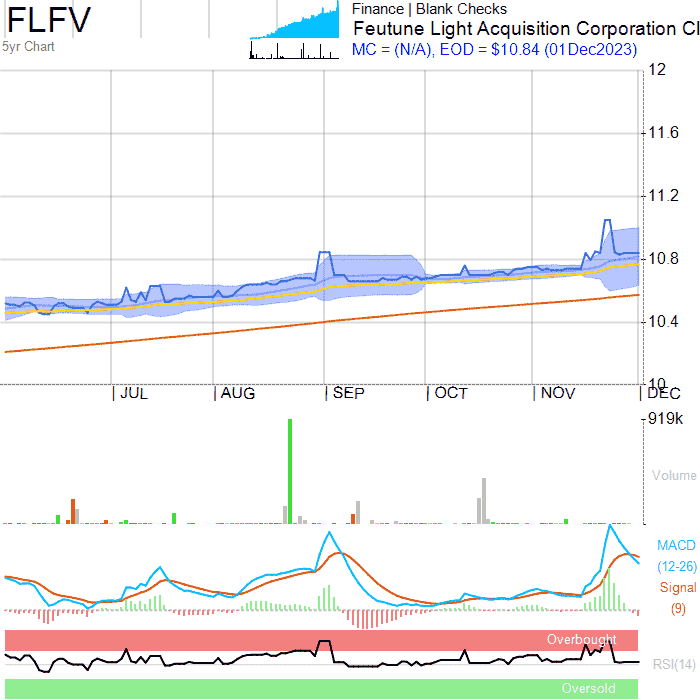 FLFV
5yr Chart
Finance | Blank Checks
Feutune Light Acquisition Corporation Cl
MC = (N/A), EOD = $10.84 (01Dec2023)
12
11.6
11.2
10.8
10.4
10
JUL AUG SEP OCT NOV DEC
919k
Volume
MACD
(12-26)
Signal
(9)
Overbought
RSI(14)
Oversold